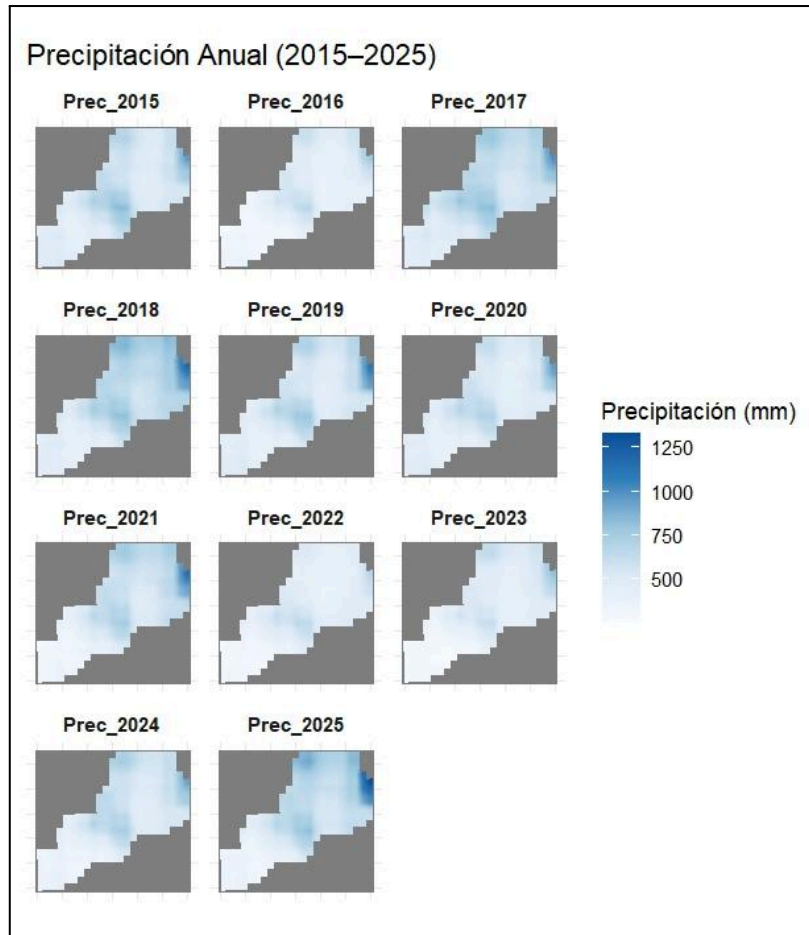 Precipitación Anual (2015–2025)
Prec_2015 Prec_2016 Prec_2017
Prec_2018 Prec_2019 Prec_2020
Prec_2021 Prec_2022 Prec_2023
Prec_2024 Prec_2025
Precipitación (mm)
1250
1000
750
500